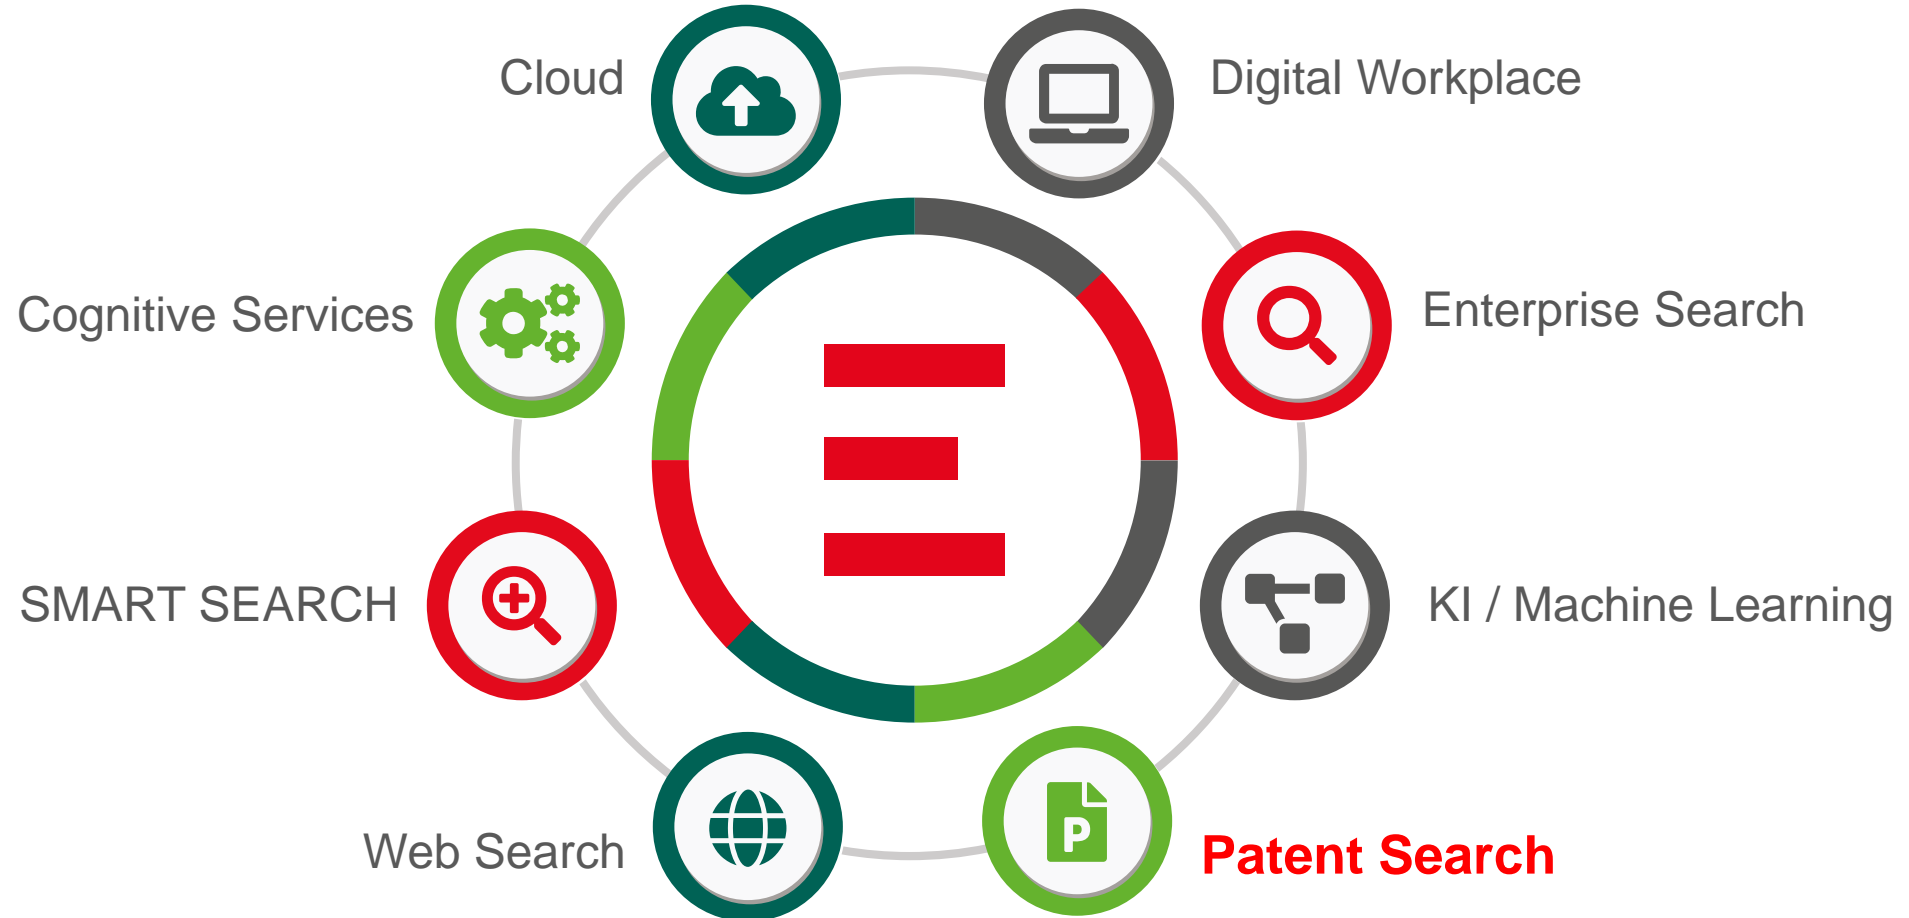 Cloud
Digital Workplace
Cognitive Services
Enterprise Search
SMART SEARCH
KI / Machine Learning
Web Search
P
Patent Search